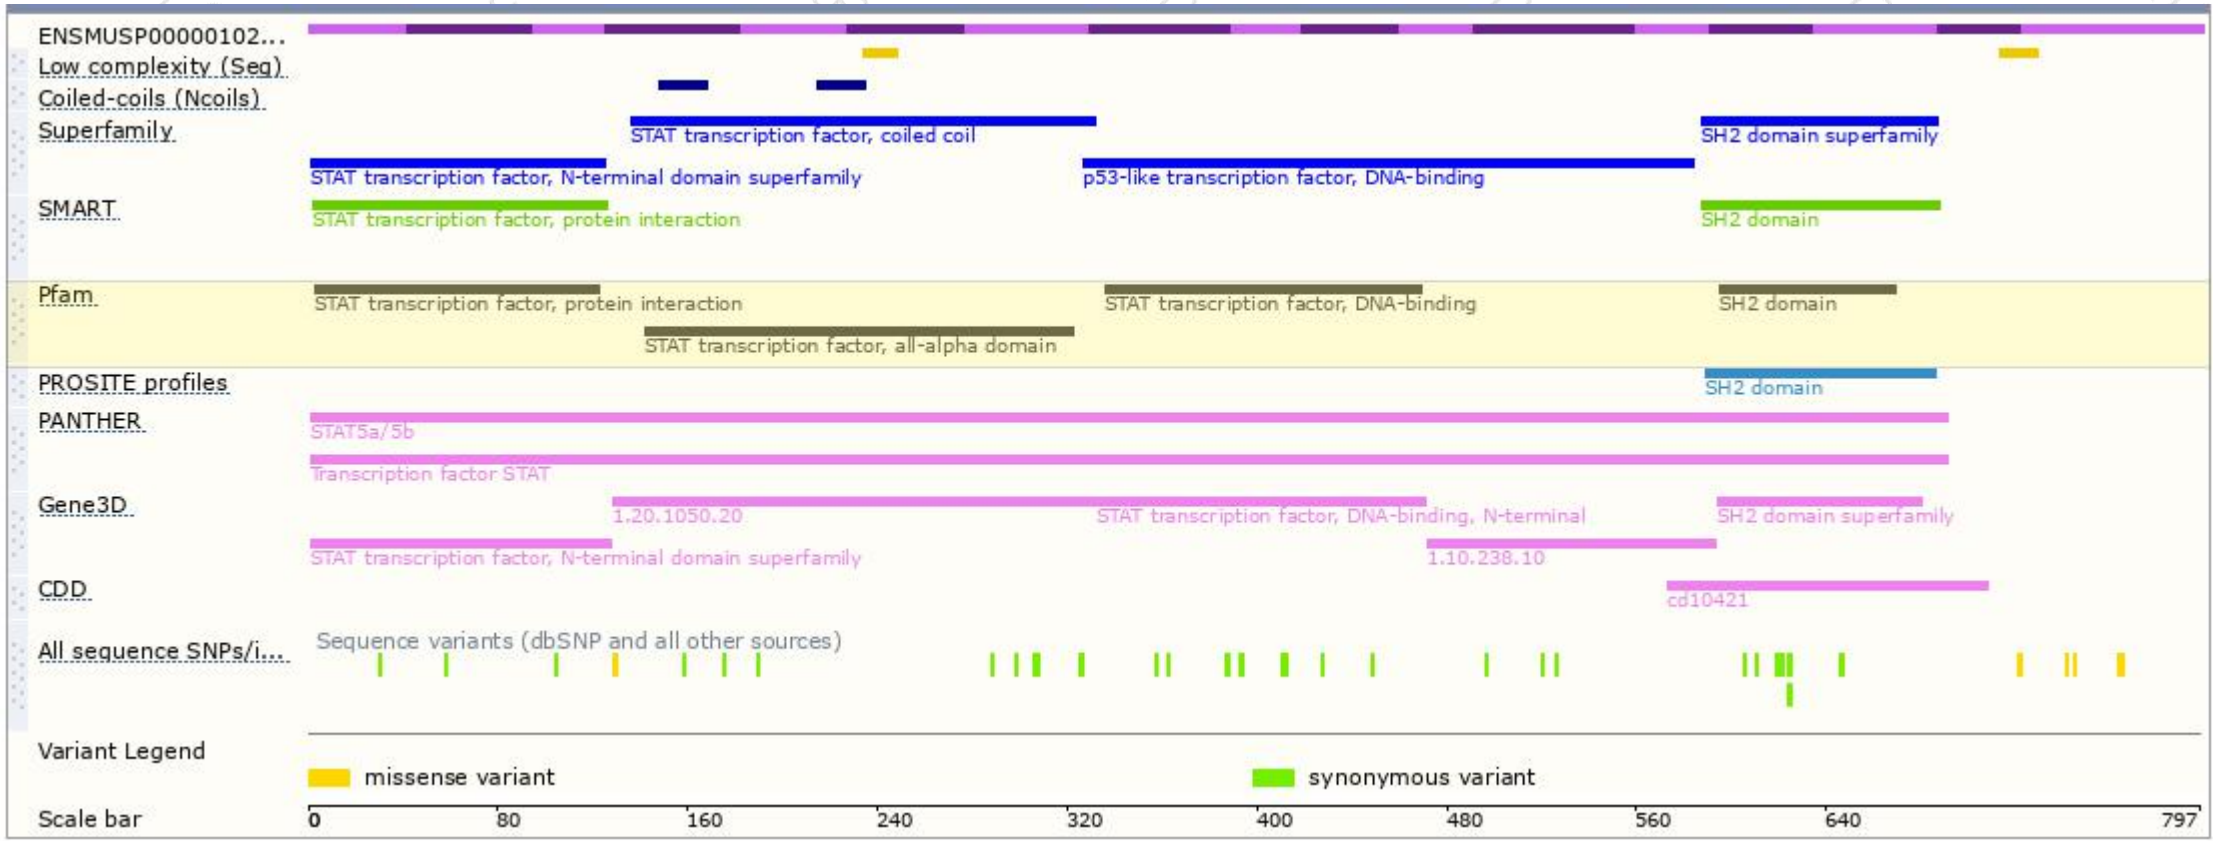 ENSMUSP00000102...
Low complexity (Seg)
Coiled-coils (Ncoils)
Superfamily
STAT transcription factor, coiled coil
SH2 domain superfamily
STAT transcription factor, N-terminal domain superfamily
p53-like transcription factor, DNA-binding
SMART
STAT transcription factor, protein interaction
SH2 domain
Pfam
STAT transcription factor, protein interaction
STAT transcription factor, DNA-binding
SH2 domain
STAT transcription factor, all-alpha domain
PROSITE profiles
SH2 domain
PANTHER
STAT5a/5b
Transcription factor STAT
Gene3D
1.20.1050.20
STAT transcription factor, DNA-binding, N-terminal
SH2 domain superfamily
STAT transcription factor, N-terminal domain superfamily
1.10.238.10
CDD
cd10421
All sequence SNPs/i...
Sequence variants (dbSNP and all other sources)
Variant Legend
missense variant
synonymous variant
Scale bar
0 80 160 240 320 400 480 560 640 797